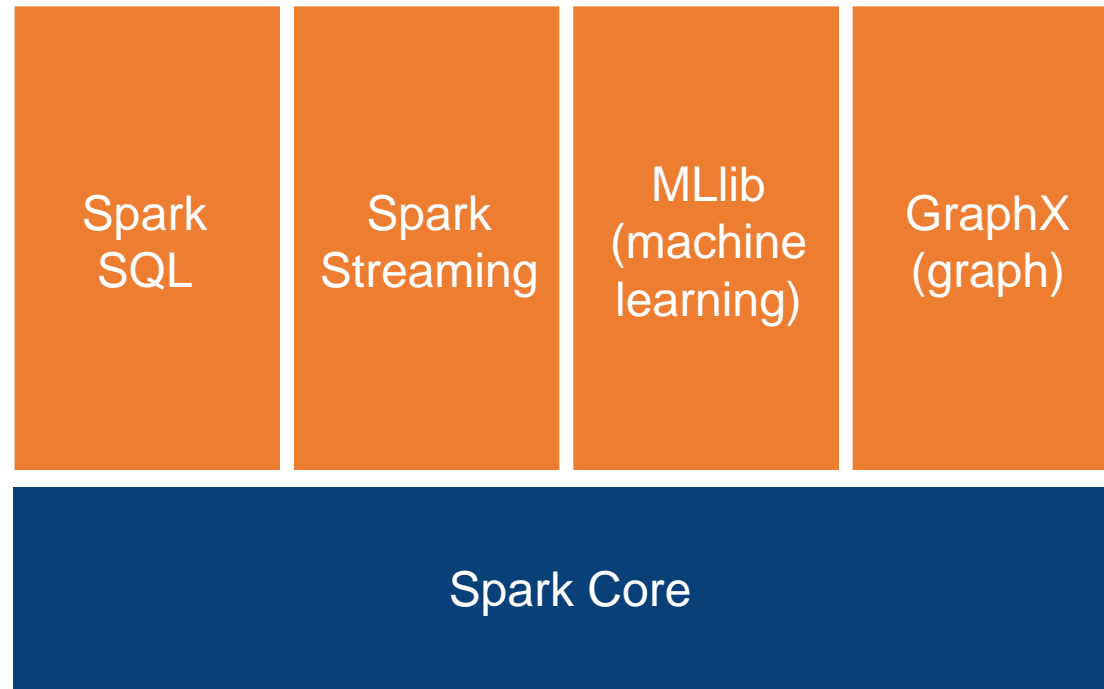 Spark
SQL
Spark
Streaming
MLlib
(machine
learning)
GraphX
(graph)
Spark Core